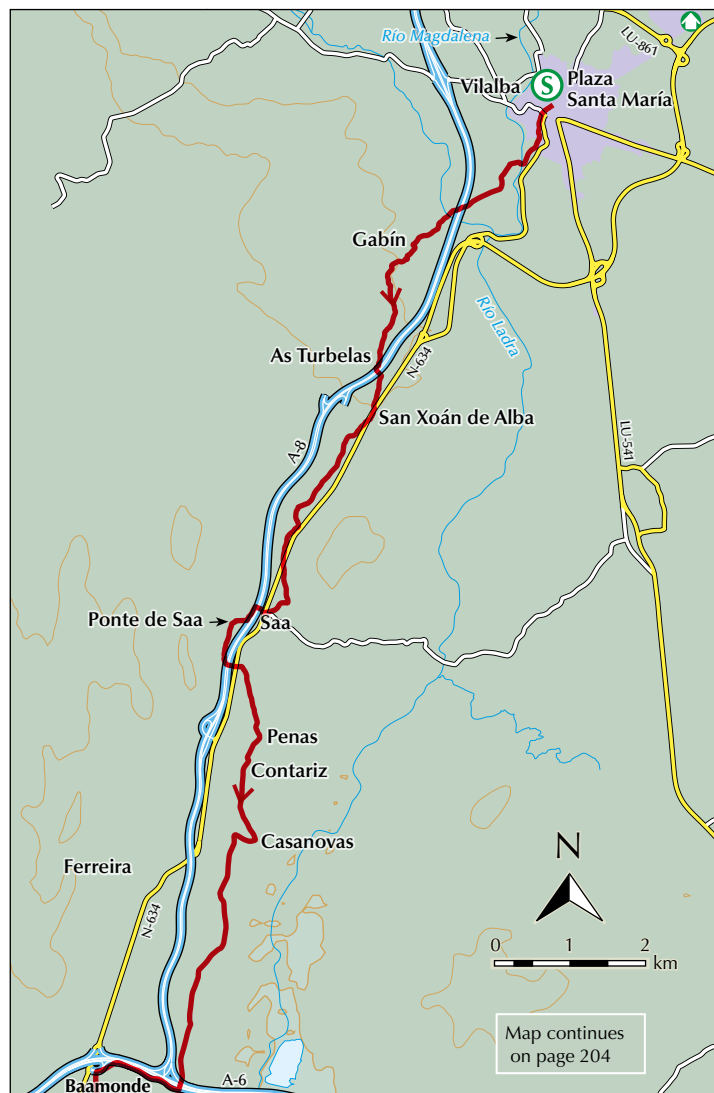 Río Magdalena
LU-861
Vilalba
S
Plaza
Santa María
Gabín
Río Ladra
As Turbelas
N-634
San Xoán de Alba
A-8
LU-541
Ponte de Saa
Saa
Penas
Contariz
Casanovas
Ferreira
N-634
N
0 1 2
km
Map continues
on page 204
Baamonde
A-6